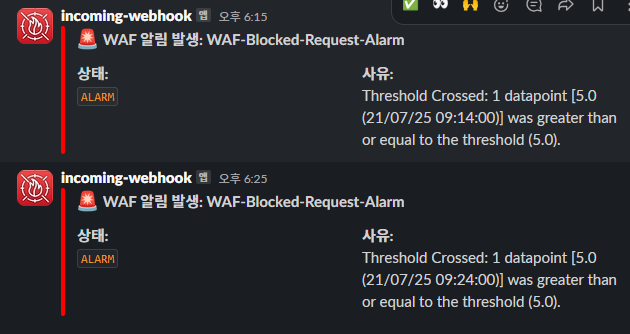 incoming-webhook 앱 오후 6:15
🚨 WAF 알림 발생: WAF-Blocked-Request-Alarm
상태:
ALARM
사유:
Threshold Crossed: 1 datapoint [5.0
(21/07/25 09:14:00)] was greater than
or equal to the threshold (5.0).
incoming-webhook 앱 오후 6:25
🚨 WAF 알림 발생: WAF-Blocked-Request-Alarm
상태:
ALARM
사유:
Threshold Crossed: 1 datapoint [5.0
(21/07/25 09:24:00)] was greater than
or equal to the threshold (5.0).